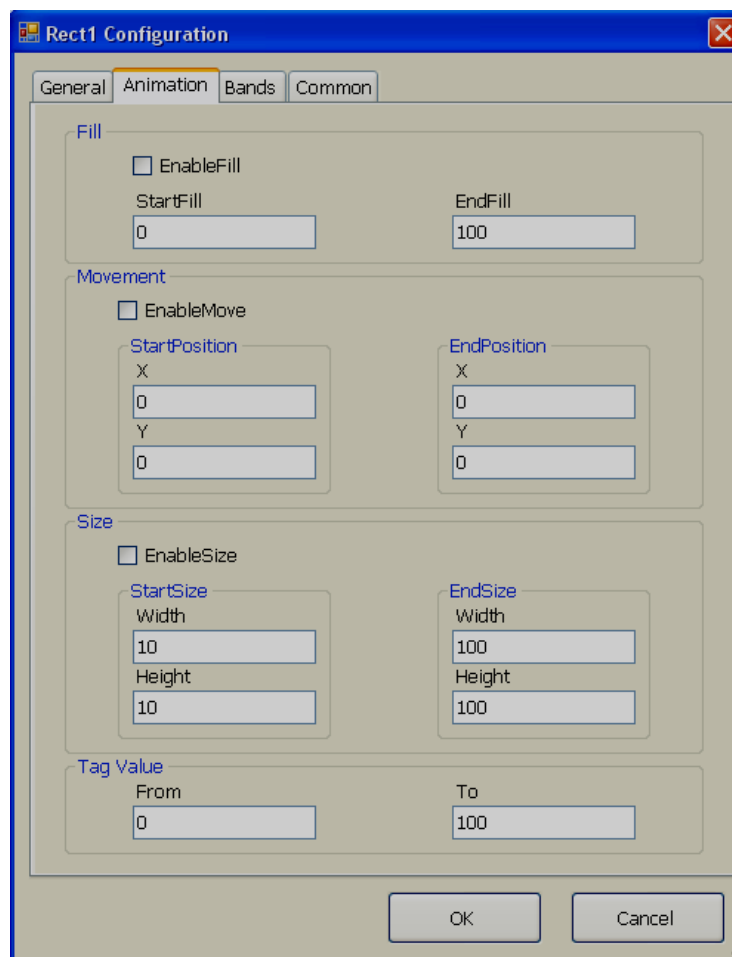 Rect1 Configuration
General Animation Bands Common
Fill
EnableFill
StartFill EndFill
0 100
Movement
EnableMove
StartPosition EndPosition
X X
0 0
Y Y
0 0
Size
EnableSize
StartSize EndSize
Width Width
10 100
Height Height
10 100
Tag Value
From To
0 100
OK Cancel